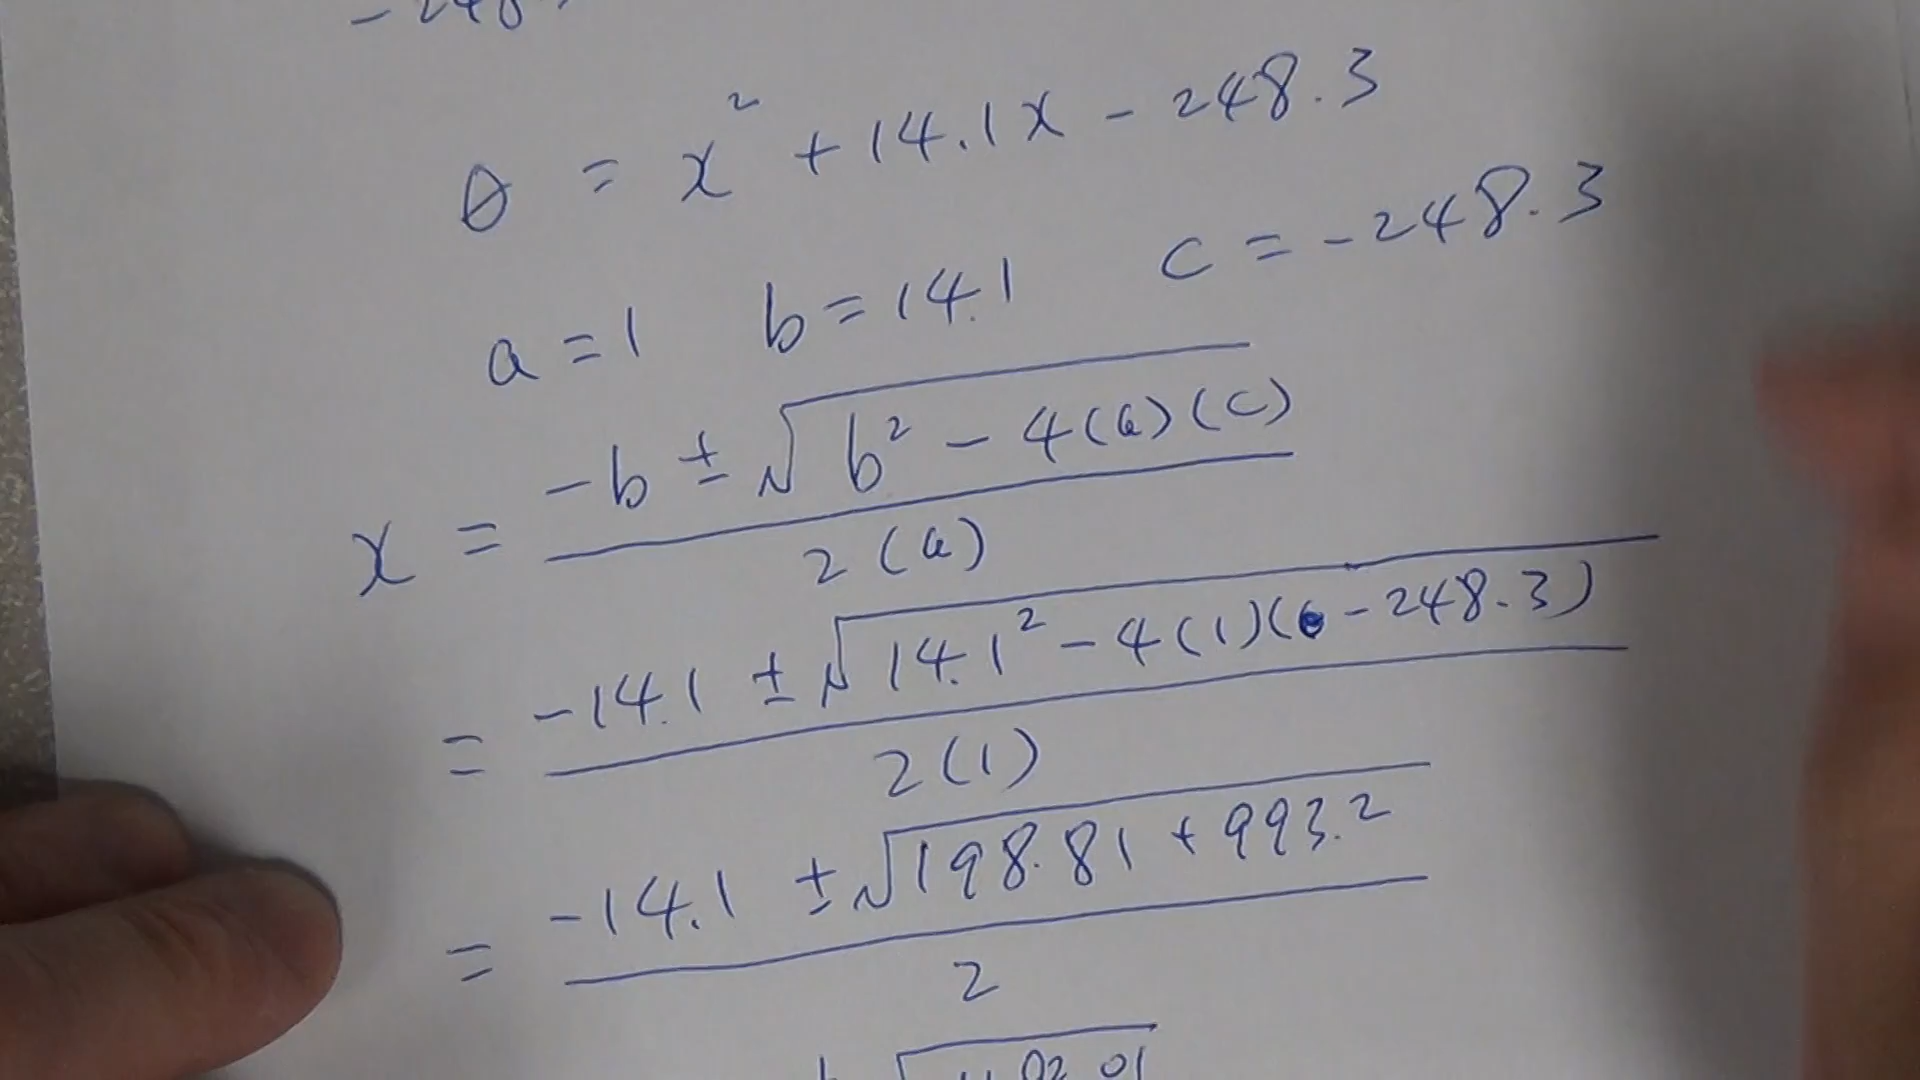 0 = x² + 14.1x - 248.3
a = 1 b = 14.1 c = -248.3
x = -b ± √b² - 4(a)(c) / 2(a)
= -14.1 ± √14.1² - 4(1)(-248.3) / 2(1)
= -14.1 ± √198.81 + 993.2 / 2